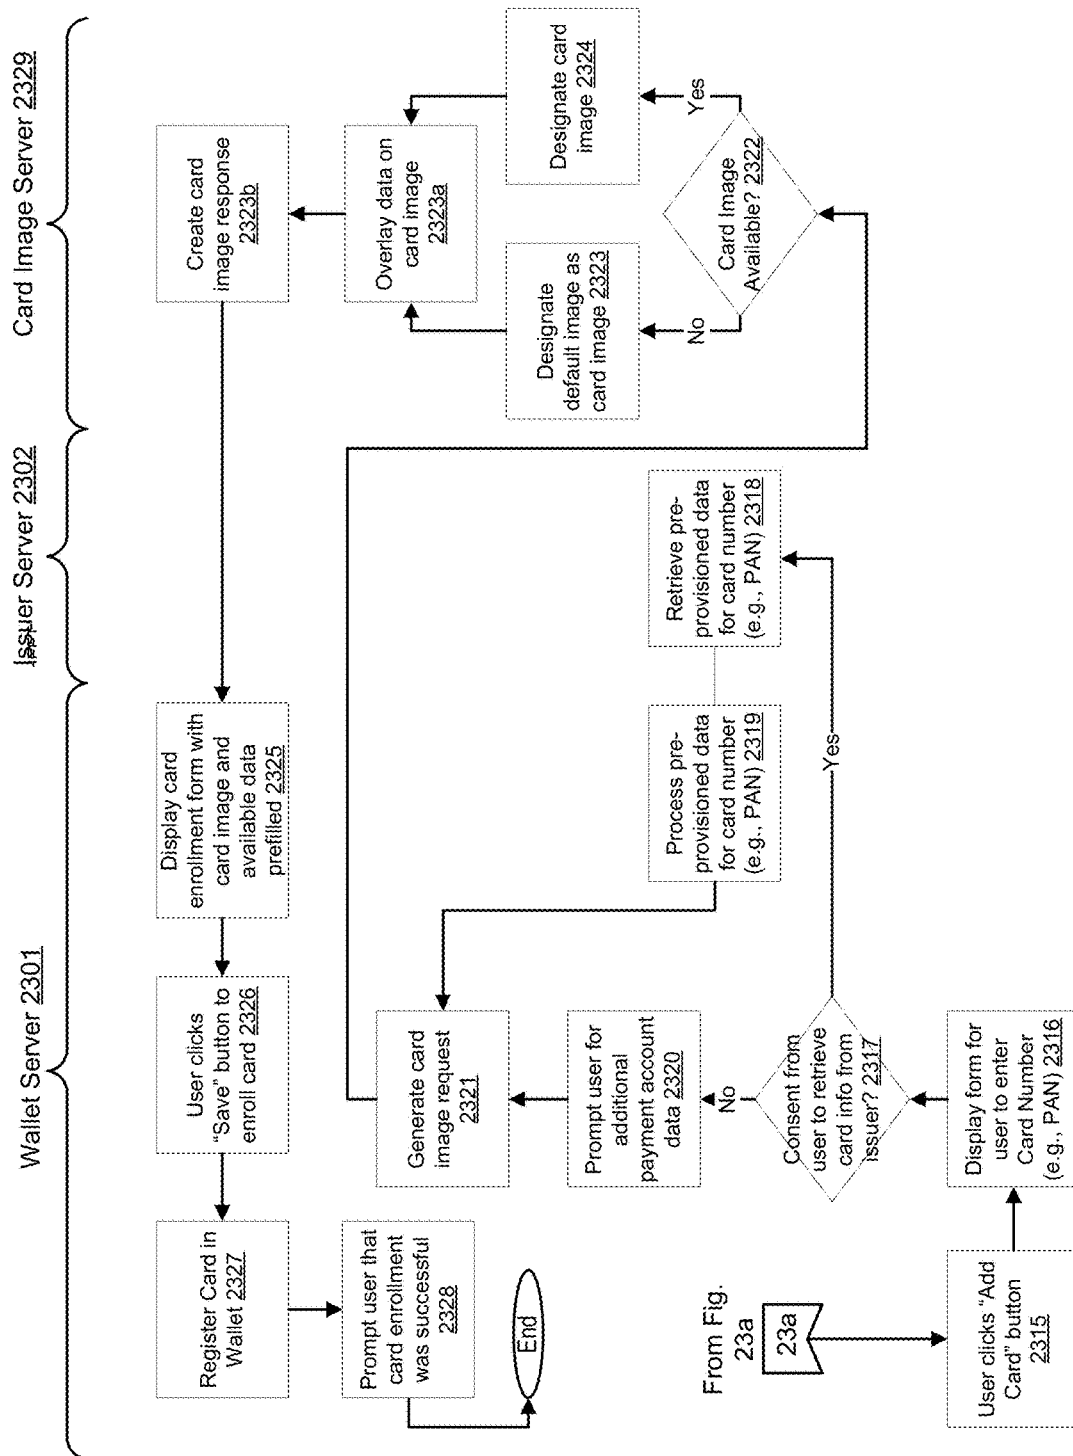 Wallet Server 2301
Issuer Server 2302
Card Image Server 2329
From Fig.
23a
23a
User clicks “Add
Card” button
2315
Display form for
user to enter
Card Number
(e.g., PAN) 2316
Consent from
user to retrieve
card info from
issuer? 2317
No
Yes
Prompt user for
additional
payment account
data 2320
Generate card
image request
2321
Process pre-
provisioned data
for card number
(e.g., PAN) 2319
Retrieve pre-
provisioned data
for card number
(e.g., PAN) 2318
Card Image
Available? 2322
No
Yes
Designate
default image as
card image 2323
Designate card
image 2324
Overlay data on
card image
2323a
Create card
image response
2323b
Display card
enrollment form with
card image and
available data
prefilled 2325
User clicks
“Save” button to
enroll card 2326
Register Card in
Wallet 2327
Prompt user that
card enrollment
was successful
2328
End